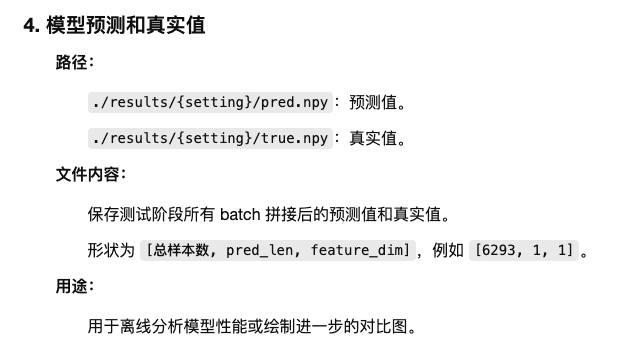 4. 模型预测和真实值
路径：
./results/{setting}/pred.npy：预测值。
./results/{setting}/true.npy：真实值。
文件内容：
保存测试阶段所有 batch 拼接后的预测值和真实值。
形状为 [总样本数, pred_len, feature_dim]，例如 [6293, 1, 1]。
用途：
用于离线分析模型性能或绘制进一步的对比图。